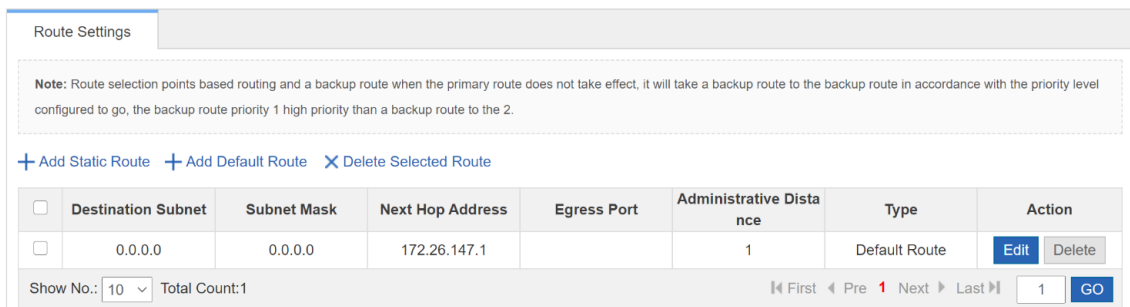 Route Settings
Note: Route selection points based routing and a backup route when the primary route does not take effect, it will take a backup route to the backup route in accordance with the priority level
configured to go, the backup route priority 1 high priority than a backup route to the 2.
Add Static Route Add Default Route Delete Selected Route
Destination Subnet Subnet Mask Next Hop Address Egress Port Administrative Dista
nce Type Action
0.0.0.0 0.0.0.0 172.26.147.1 1 Default Route Edit Delete
Show No.: 10 Total Count:1 First Pre 1 Next Last 1 GO